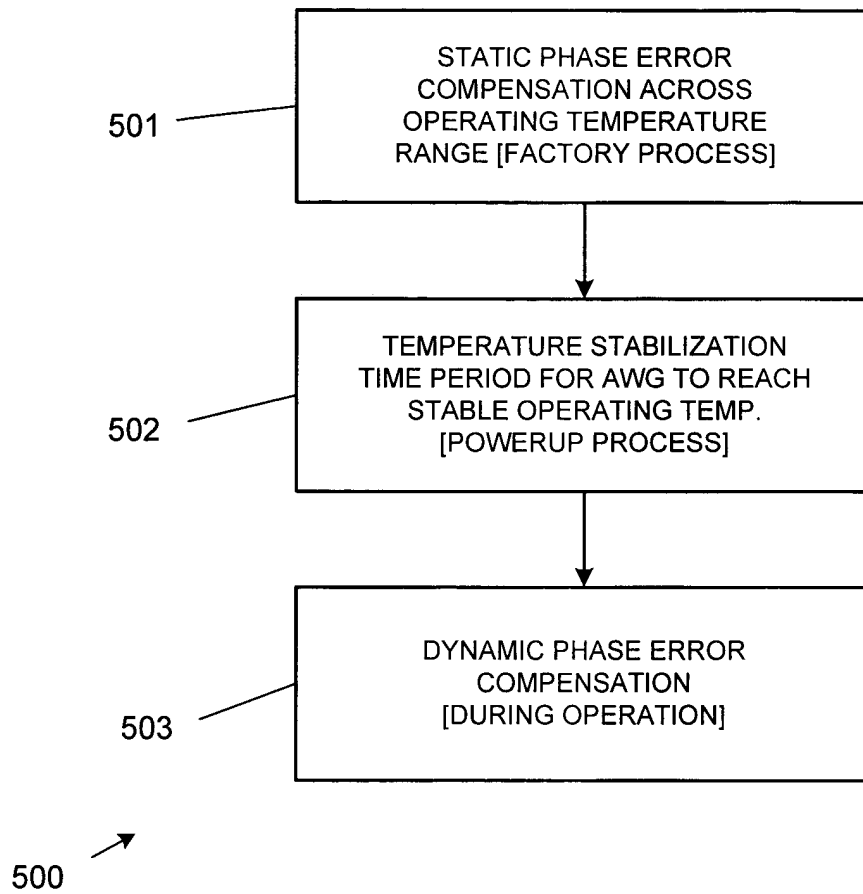 STATIC PHASE ERROR
COMPENSATION ACROSS
OPERATING TEMPERATURE
RANGE [FACTORY PROCESS]
501
TEMPERATURE STABILIZATION
TIME PERIOD FOR AWG TO REACH
STABLE OPERATING TEMP.
[POWERUP PROCESS]
502
DYNAMIC PHASE ERROR
COMPENSATION
[DURING OPERATION]
503
500